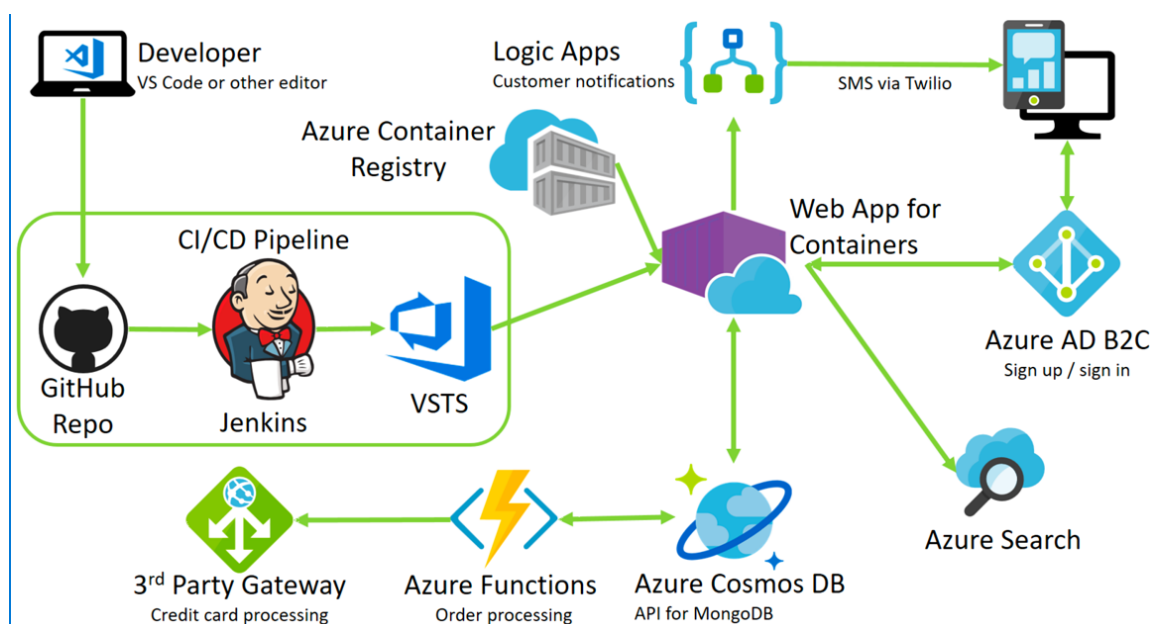 Developer
VS Code or other editor
Logic Apps
Customer notifications
SMS via Twilio
Azure Container
Registry
CI/CD Pipeline
Web App for
Containers
GitHub
Repo
Jenkins
VSTS
Azure AD B2C
Sign up / sign in
Azure Search
3rd Party Gateway
Credit card processing
Azure Functions
Order processing
Azure Cosmos DB
API for MongoDB